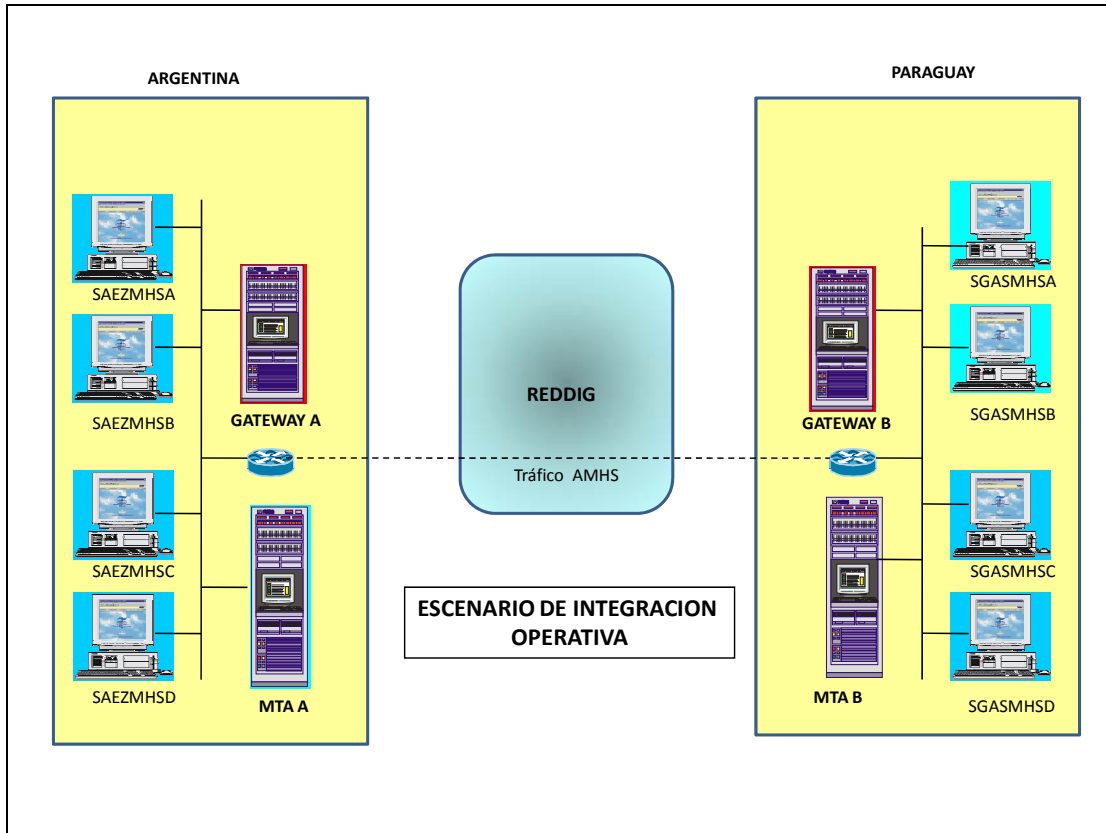 ARGENTINA
SAEZMHSA
SAEZMHSB
GATEWAY A
SAEZMHSC
SAEZMHSD
MTA A
REDDIG
Tráfico AMHS
ESCENARIO DE INTEGRACION
OPERATIVA
PARAGUAY
SGASMHSA
SGASMHSB
GATEWAY B
SGASMHSC
MTA B
SGASMHSD